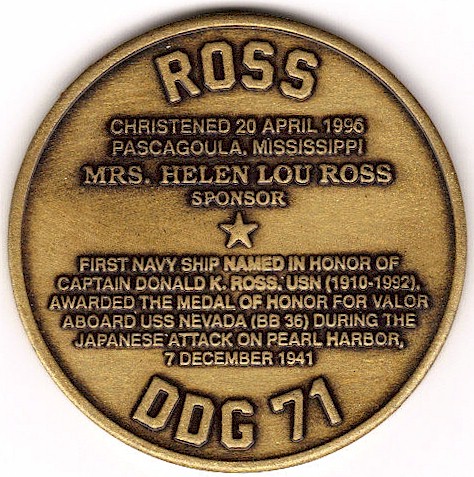 ROSS
CHRISTENED 20 APRIL 1996
PASCAGOULA, MISSISSIPPI
MRS. HELEN LOU ROSS
SPONSOR
FIRST NAVY SHIP NAMED IN HONOR OF
CAPTAIN DONALD K. ROSS, USN (1910-1992),
AWARDED THE MEDAL OF HONOR FOR VALOR
ABOARD USS NEVADA (BB 36) DURING THE
JAPANESE ATTACK ON PEARL HARBOR,
7 DECEMBER 1941
DDG 71